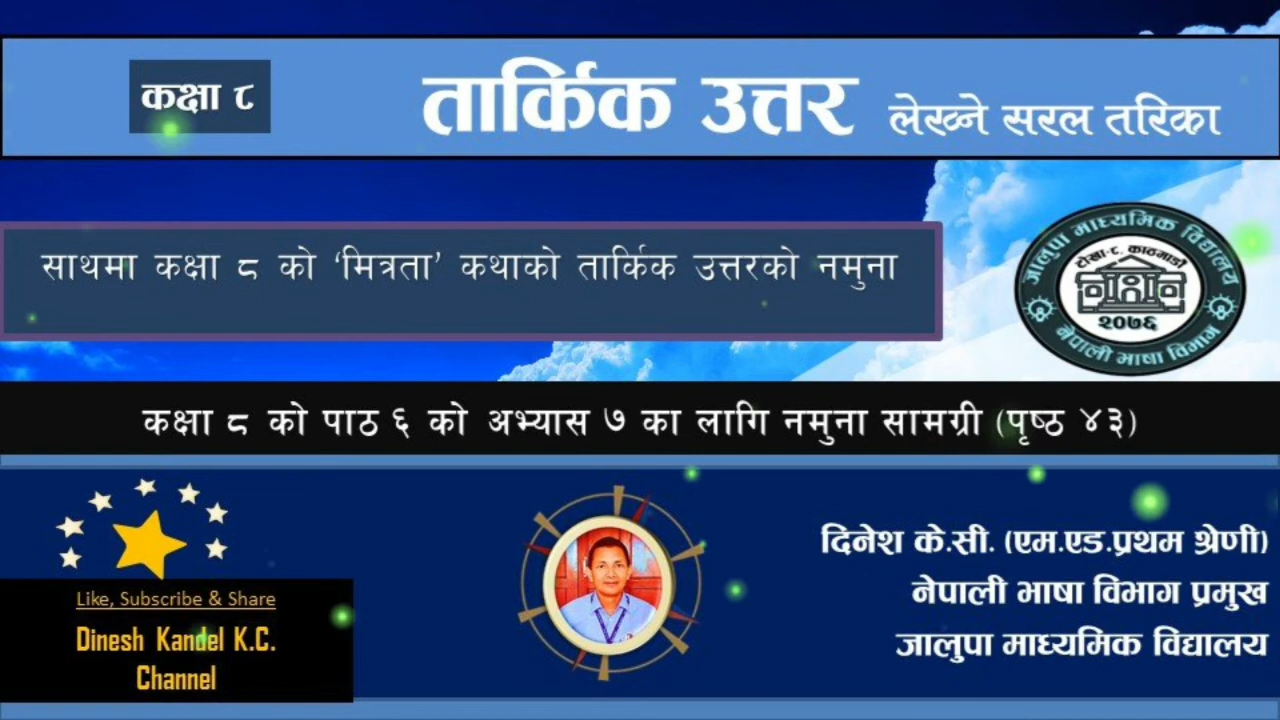 कक्षा ८
तार्किक उत्तर लेख्ने सरल तरिका
साथमा कक्षा ८ को ‘मित्रता’ कथाको तार्किक उत्तरको नमुना
जालुपा माध्यमिक विद्यालय
टोखा-८, काठमाडौं
२०७६
नेपाली भाषा विभाग
कक्षा ८ को पाठ ६ को अभ्यास ७ का लागि नमुना सामग्री (पृष्ठ ४३)
Like, Subscribe & Share
Dinesh Kandel K.C.
Channel
दिनेश के.सी. (एम.एड.प्रथम श्रेणी)
नेपाली भाषा विभाग प्रमुख
जालुपा माध्यमिक विद्यालय